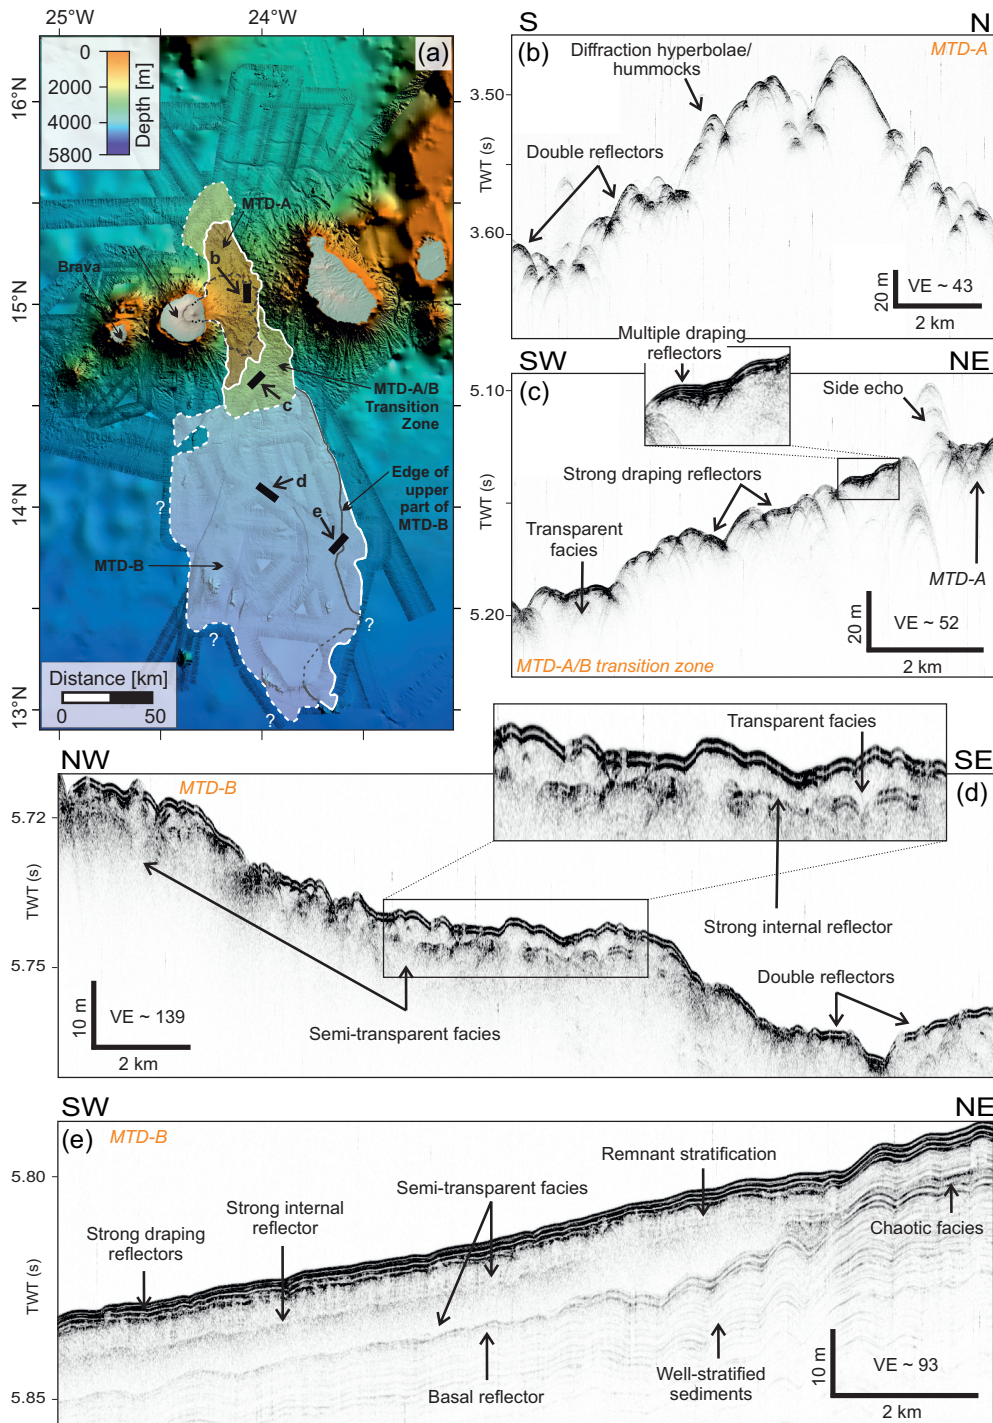 25°W
24°W
(a)
0
2000
4000
5800
Depth [m]
16°N
15°N
14°N
13°N
MTD-A
b
Brava
MTD-A/B
Transition
Zone
c
d
e
Edge of
upper
part of
MTD-B
MTD-B
?
?
?
?
Distance [km]
0
50
S
N
(b)
MTD-A
Diffraction hyperbolae/
hummocks
Double reflectors
3.50
3.60
TWT (s)
20 m
VE ~ 43
2 km
SW
NE
(c)
Multiple draping
reflectors
Side echo
Strong draping reflectors
Transparent
facies
MTD-A
5.10
5.20
TWT (s)
20 m
VE ~ 52
2 km
MTD-A/B transition zone
NW
SE
MTD-B
(d)
Transparent facies
Strong internal
reflector
Double reflectors
Semi-transparent facies
5.72
5.75
TWT (s)
10 m
VE ~ 139
2 km
SW
NE
(e)
MTD-B
Remnant stratification
Semi-transparent facies
Strong internal
reflector
Strong draping
reflectors
Chaotic facies
Basal reflector
Well-stratified
sediments
5.80
5.85
TWT (s)
10 m
VE ~ 93
2 km